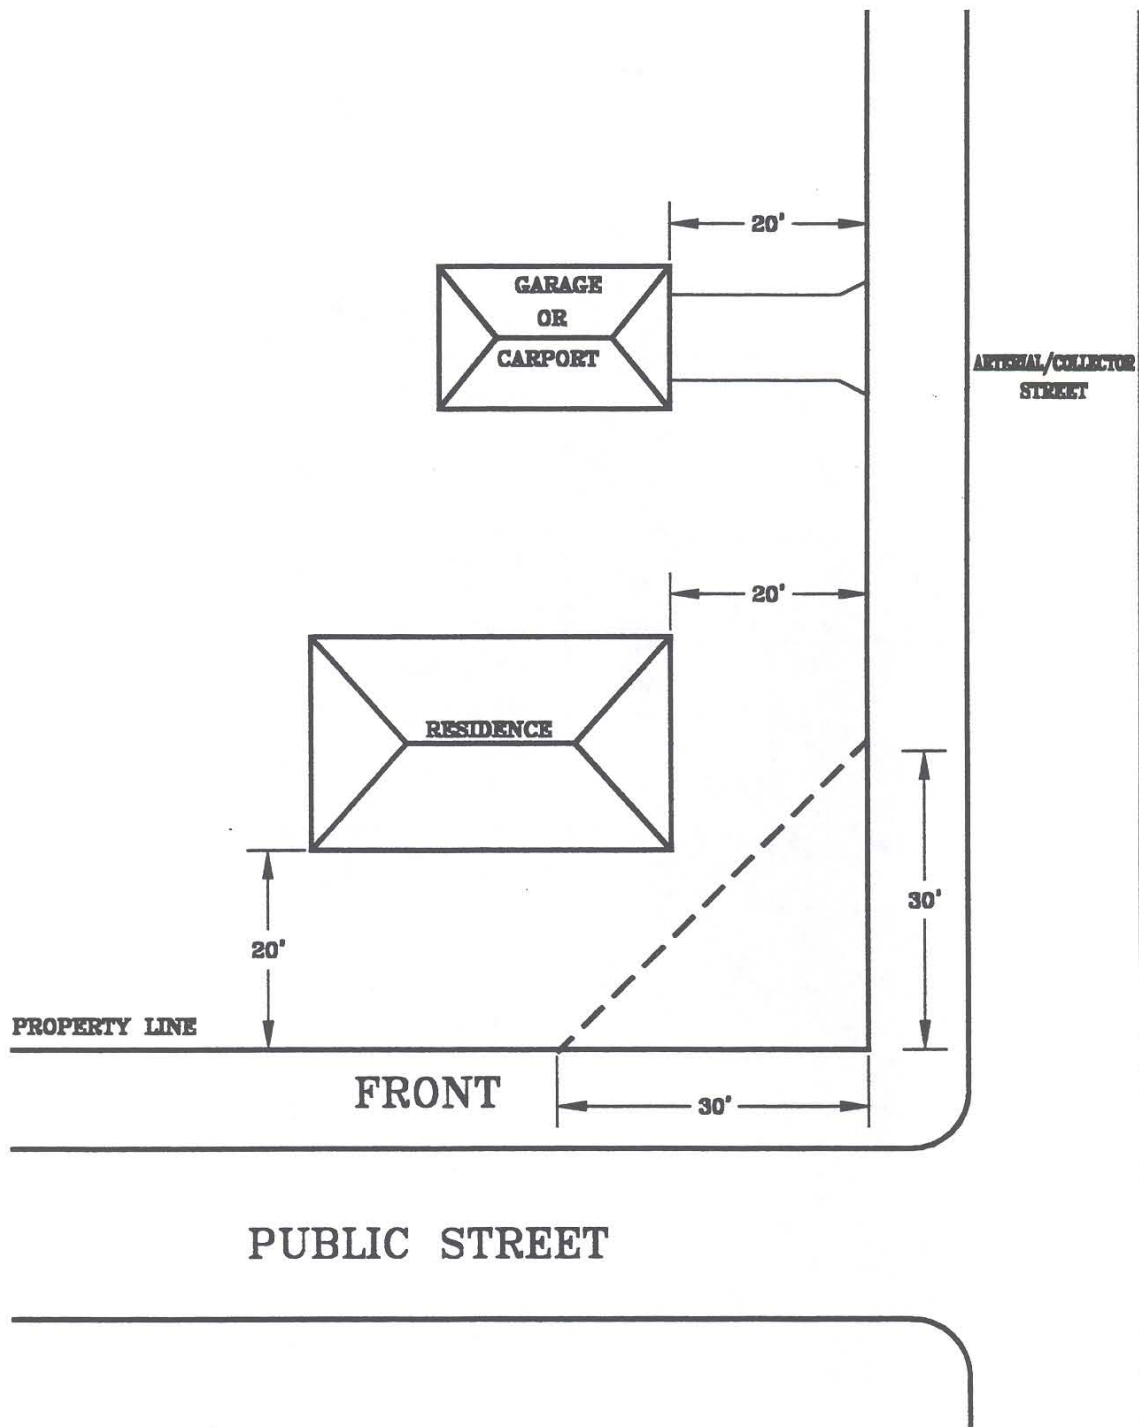 20'
GARAGE
OR
CARPORT
ARTERIAL/COLLECTOR
STREET
20'
RESIDENCE
30'
20'
PROPERTY LINE
FRONT
30'
PUBLIC STREET